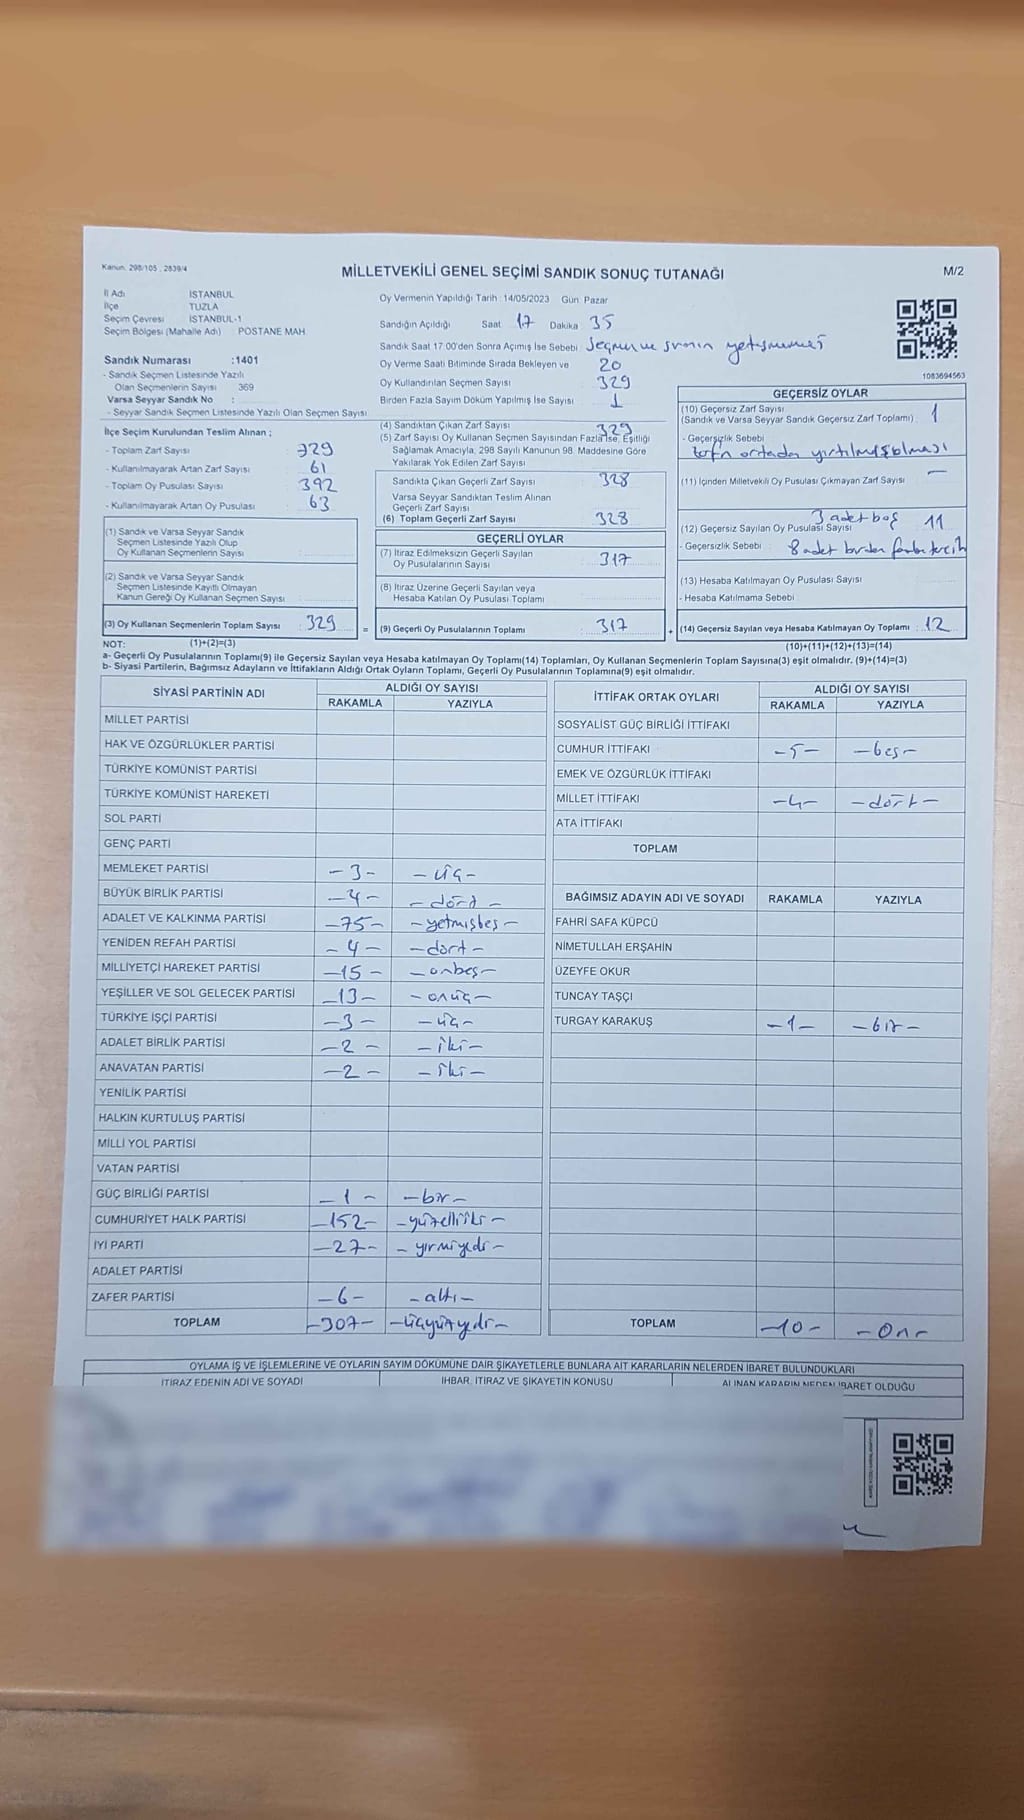 Kanun: 298/105 , 2839/4
MİLLETVEKİLİ GENEL SEÇİMİ SANDIK SONUÇ TUTANAĞI
M/2
İl Adı İSTANBUL
İlçe TUZLA
Seçim Çevresi İSTANBUL-1
Seçim Bölgesi (Mahalle Adı) : POSTANE MAH
Sandık Numarası :1401
- Sandık Seçmen Listesinde Yazılı
Olan Seçmenlerin Sayısı : 369
Varsa Seyyar Sandık No :
- Seyyar Sandık Seçmen Listesinde Yazılı Olan Seçmen Sayısı
Oy Vermenin Yapıldığı Tarih : 14/05/2023 Gün: Pazar
Sandığın Açıldığı Saat 17 Dakika 35
Sandık Saat 17:00'den Sonra Açımış İse Sebebi : Seçmen ve sıranın yetişmemesi
Oy Verme Saati Bitiminde Sırada Bekleyen ve 20
Oy Kullandırılan Seçmen Sayısı 329
Birden Fazla Sayım Döküm Yapılmış İse Sayısı 1
1083694563
İlçe Seçim Kurulundan Teslim Alınan ;
- Toplam Zarf Sayısı 329
- Kullanılmayarak Artan Zarf Sayısı 61
- Toplam Oy Pusulası Sayısı 392
- Kullanılmayarak Artan Oy Pusulası 63
(1) Sandık ve Varsa Seyyar Sandık
Seçmen Listesinde Yazılı Olup
Oy Kullanan Seçmenlerin Sayısı
(2) Sandık ve Varsa Seyyar Sandık
Seçmen Listesinde Kayıtlı Olmayan
Kanun Gereği Oy Kullanan Seçmen Sayısı :
(3) Oy Kullanan Seçmenlerin Toplam Sayısı : 329 =
(4) Sandıktan Çıkan Zarf Sayısı 329
(5) Zarf Sayısı Oy Kullanan Seçmen Sayısından Fazla İse, Eşitliği
Sağlamak Amacıyla, 298 Sayılı Kanunun 98. Maddesine Göre
Yakılarak Yok Edilen Zarf Sayısı
Sandıkta Çıkan Geçerli Zarf Sayısı 328
Varsa Seyyar Sandıktan Teslim Alınan
Geçerli Zarf Sayısı
(6) Toplam Geçerli Zarf Sayısı 328
GEÇERLİ OYLAR
(7) İtiraz Edilmeksizin Geçerli Sayılan
Oy Pusulalarının Sayısı 317
(8) İtiraz Üzerine Geçerli Sayılan veya
Hesaba Katılan Oy Pusulası Toplamı
(9) Geçerli Oy Pusulalarının Toplamı : 317 +
GEÇERSİZ OYLAR
(10) Geçersiz Zarf Sayısı
(Sandık ve Varsa Seyyar Sandık Geçersiz Zarf Toplamı) : 1
- Geçersizlik Sebebi
ortadan yırtılmış olması
(11) İçinden Milletvekili Oy Pusulası Çıkmayan Zarf Sayısı —
3 adet boş
(12) Geçersiz Sayılan Oy Pusulası Sayısı 11
- Geçersizlik Sebebi : 8 adet birden fazla tercih
(13) Hesaba Katılmayan Oy Pusulası Sayısı
- Hesaba Katılmama Sebebi
(14) Geçersiz Sayılan veya Hesaba Katılmayan Oy Toplamı : 12
NOT: (1)+(2)=(3) (10)+(11)+(12)+(13)=(14)
a- Geçerli Oy Pusulasının Toplamı(9) ile Geçersiz Sayılan veya Hesaba katılmayan Oy Toplamı(14) Toplamları, Oy Kullanan Seçmenlerin Toplam Sayısına(3) eşit olmalıdır. (9)+(14)=(3)
b- Siyasi Partilerin, Bağımsız Adayların ve İttifakların Aldığı Ortak Oyların Toplamı, Geçerli Oy Pusulalarının Toplamına(9) eşit olmalıdır.
SİYASİ PARTİNİN ADI ALDIĞI OY SAYISI
RAKAMLA YAZIYLA
MİLLET PARTİSİ
HAK VE ÖZGÜRLÜKLER PARTİSİ
TÜRKİYE KOMÜNİST PARTİSİ
TÜRKİYE KOMÜNİST HAREKETİ
SOL PARTİ
GENÇ PARTİ
MEMLEKET PARTİSİ -3- -üç-
BÜYÜK BİRLİK PARTİSİ -4- -dört-
ADALET VE KALKINMA PARTİSİ -75- -yetmişbeş-
YENİDEN REFAH PARTİSİ -4- -dört-
MİLLİYETÇİ HAREKET PARTİSİ -15- -onbeş-
YEŞİLLER VE SOL GELECEK PARTİSİ -13- -onüç-
TÜRKİYE İŞÇİ PARTİSİ -3- -üç-
ADALET BİRLİK PARTİSİ -2- -iki-
ANAVATAN PARTİSİ -2- -iki-
YENİLİK PARTİSİ
HALKIN KURTULUŞ PARTİSİ
MİLLİ YOL PARTİSİ
VATAN PARTİSİ
GÜÇ BİRLİĞİ PARTİSİ -1- -bir-
CUMHURİYET HALK PARTİSİ -152- -yüzelliiki-
İYİ PARTİ -27- -yirmiyedi-
ADALET PARTİSİ
ZAFER PARTİSİ -6- -altı-
TOPLAM -307- -üçyüzyedi-
İTTİFAK ORTAK OYLARI ALDIĞI OY SAYISI
RAKAMLA YAZIYLA
SOSYALİST GÜÇ BİRLİĞİ İTTİFAKI
CUMHUR İTTİFAKI -5- -beş-
EMEK VE ÖZGÜRLÜK İTTİFAKI
MİLLET İTTİFAKI -4- -dört-
ATA İTTİFAKI
TOPLAM
BAĞIMSIZ ADAYIN ADI VE SOYADI RAKAMLA YAZIYLA
FAHRİ SAFA KÜPCÜ
NİMETULLAH ERŞAHİN
ÜZEYFE OKUR
TUNCAY TAŞÇI
TURGAY KARAKUŞ -1- -bir-
TOPLAM -10- -on-
OYLAMA İŞ VE İŞLEMLERİNE VE OYLARIN SAYIM DÖKÜMÜNE DAİR ŞİKAYETLERLE BUNLARA AİT KARARLARIN NELERDEN İBARET BULUNDUKLARI
İTİRAZ EDENİN ADI VE SOYADI İHBAR, İTİRAZ VE ŞİKAYETİN KONUSU ALINAN KARARIN NEDEN İBARET OLDUĞU